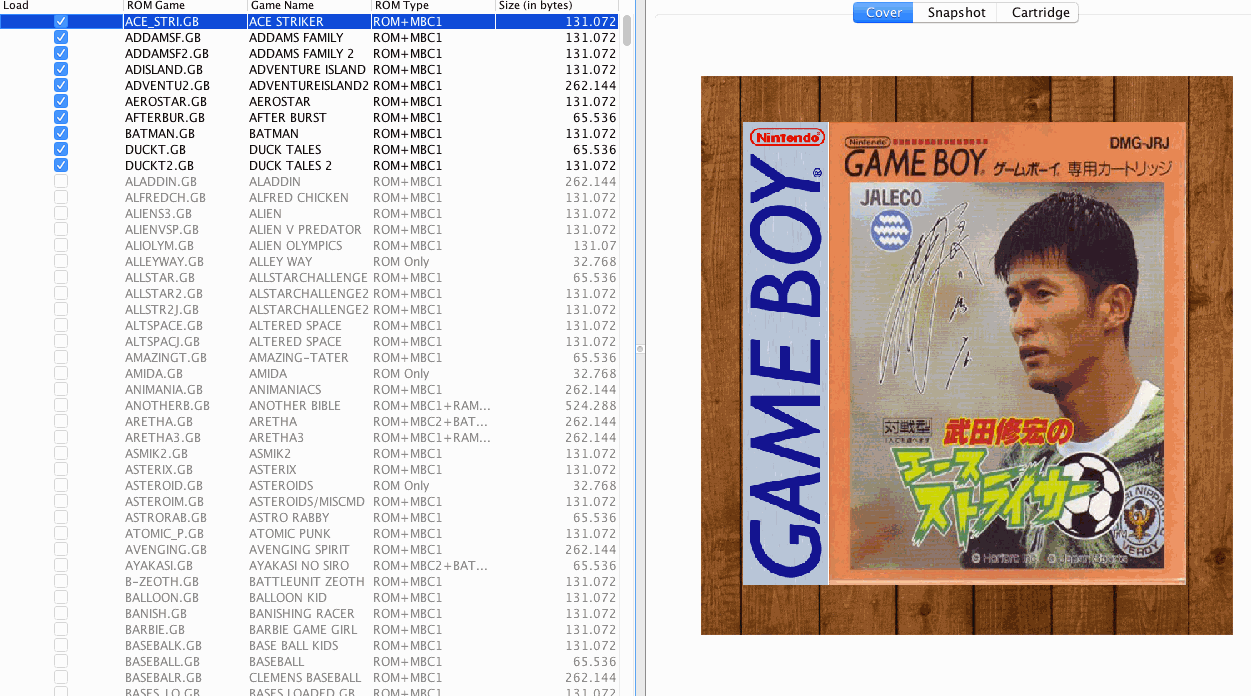 Load ROM Game Game Name ROM Type Size (in bytes)
ACE_STRI.GB ACE STRIKER ROM+MBC1 131.072
ADDAMSF.GB ADDAMS FAMILY ROM+MBC1 131.072
ADDAMSF2.GB ADDAMS FAMILY 2 ROM+MBC1 131.072
ADISLAND.GB ADVENTURE ISLAND ROM+MBC1 131.072
ADVENTU2.GB ADVENTUREISLAND2 ROM+MBC1 262.144
AEROSTAR.GB AEROSTAR ROM+MBC1 131.072
AFTERBUR.GB AFTER BURST ROM+MBC1 65.536
BATMAN.GB BATMAN ROM+MBC1 131.072
DUCKT.GB DUCK TALES ROM+MBC1 65.536
DUCKT2.GB DUCK TALES 2 ROM+MBC1 131.072
ALADDIN.GB ALADDIN ROM+MBC1 262.144
ALFREDCH.GB ALFRED CHICKEN ROM+MBC1 131.072
ALIENS3.GB ALIEN ROM+MBC1 131.072
ALIENVSP.GB ALIEN V PREDATOR ROM+MBC1 131.072
ALIOLYM.GB ALIEN OLYMPICS ROM+MBC1 131.07
ALLEYWAY.GB ALLEY WAY ROM Only 32.768
ALLSTAR.GB ALLSTARCHALLENGE ROM+MBC1 65.536
ALLSTAR2.GB ALSTARCHALLENGE2 ROM+MBC1 131.072
ALLSTR2J.GB ALSTARCHALLENGE2 ROM+MBC1 131.072
ALTSPACE.GB ALTERED SPACE ROM+MBC1 131.072
ALTSPACJ.GB ALTERED SPACE ROM+MBC1 131.072
AMAZINGT.GB AMAZING-TATER ROM+MBC1 65.536
AMIDA.GB AMIDA ROM Only 32.768
ANIMANIA.GB ANIMANIACS ROM+MBC1 262.144
ANOTHERB.GB ANOTHER BIBLE ROM+MBC1+RAM... 524.288
ARETHA.GB ARETHA ROM+MBC2+BAT... 262.144
ARETHA3.GB ARETHA3 ROM+MBC1+RAM... 262.144
ASMIK2.GB ASMIK2 ROM+MBC1 131.072
ASTERIX.GB ASTERIX ROM+MBC1 131.072
ASTEROID.GB ASTEROIDS ROM Only 32.768
ASTEROIM.GB ASTEROIDS/MISCMD ROM+MBC1 131.072
ASTRORAB.GB ASTRO RABBY ROM+MBC1 65.536
ATOMIC_P.GB ATOMIC PUNK ROM+MBC1 131.072
AVENGING.GB AVENGING SPIRIT ROM+MBC1 262.144
AYAKASI.GB AYAKASI NO SIRO ROM+MBC2+BAT... 65.536
B-ZEOTH.GB BATTLEUNIT ZEOTH ROM+MBC1 131.072
BALLOON.GB BALLOON KID ROM+MBC1 131.072
BANISH.GB BANISHING RACER ROM+MBC1 131.072
BARBIE.GB BARBIE GAME GIRL ROM+MBC1 131.072
BASEBALK.GB BASE BALL KIDS ROM+MBC1 131.072
BASEBALL.GB BASEBALL ROM+MBC1 65.536
BASEBALR.GB CLEMENS BASEBALL ROM+MBC1 262.144
BASES_LO.GB BASES LOADED GB ROM+MBC1 131.072
Cover Snapshot Cartridge
Nintendo
GAME BOY
Nintendo
DMG-JRJ
GAME BOY ゲームボーイ専用カートリッジ
JALECO
対戦型
武田修宏の
エース
ストライカー